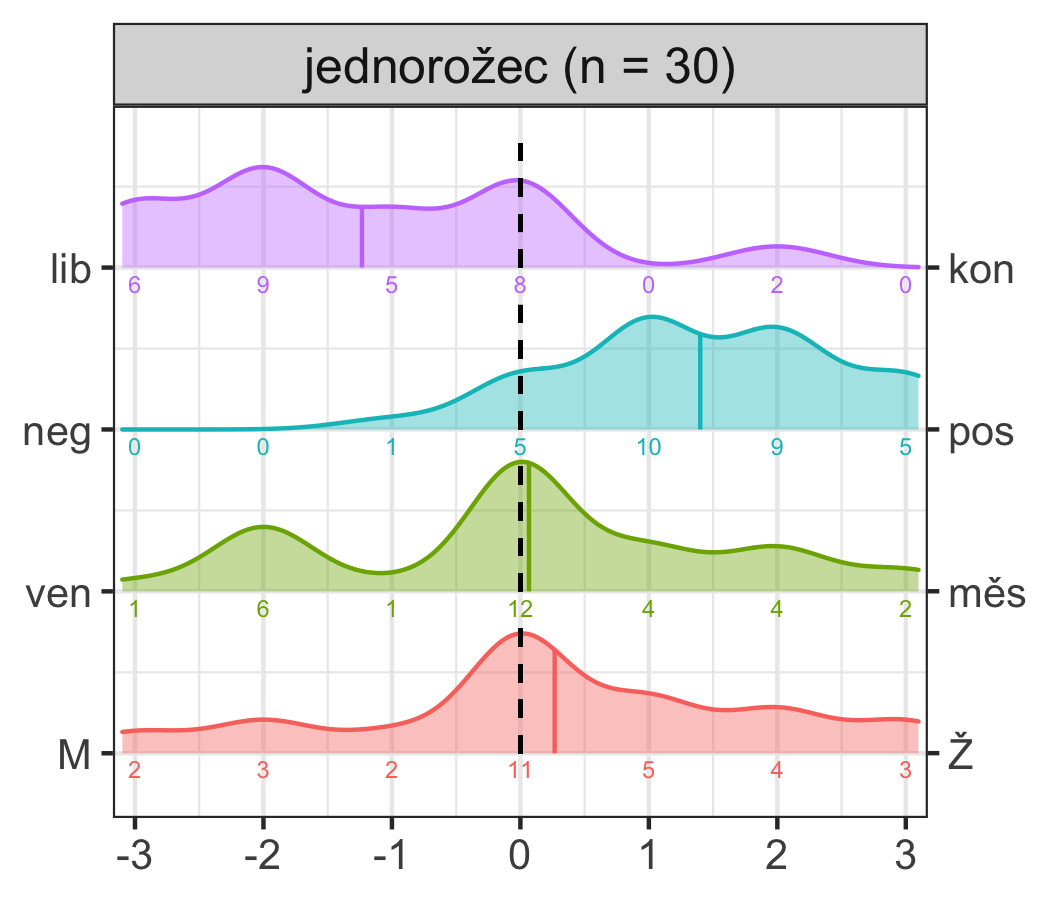 jednorožec (n = 30)
lib kon
6 9 5 8 0 2 0
neg pos
0 0 1 5 10 9 5
ven měs
1 6 1 12 4 4 2
M Ž
2 3 2 11 5 4 3
-3 -2 -1 0 1 2 3